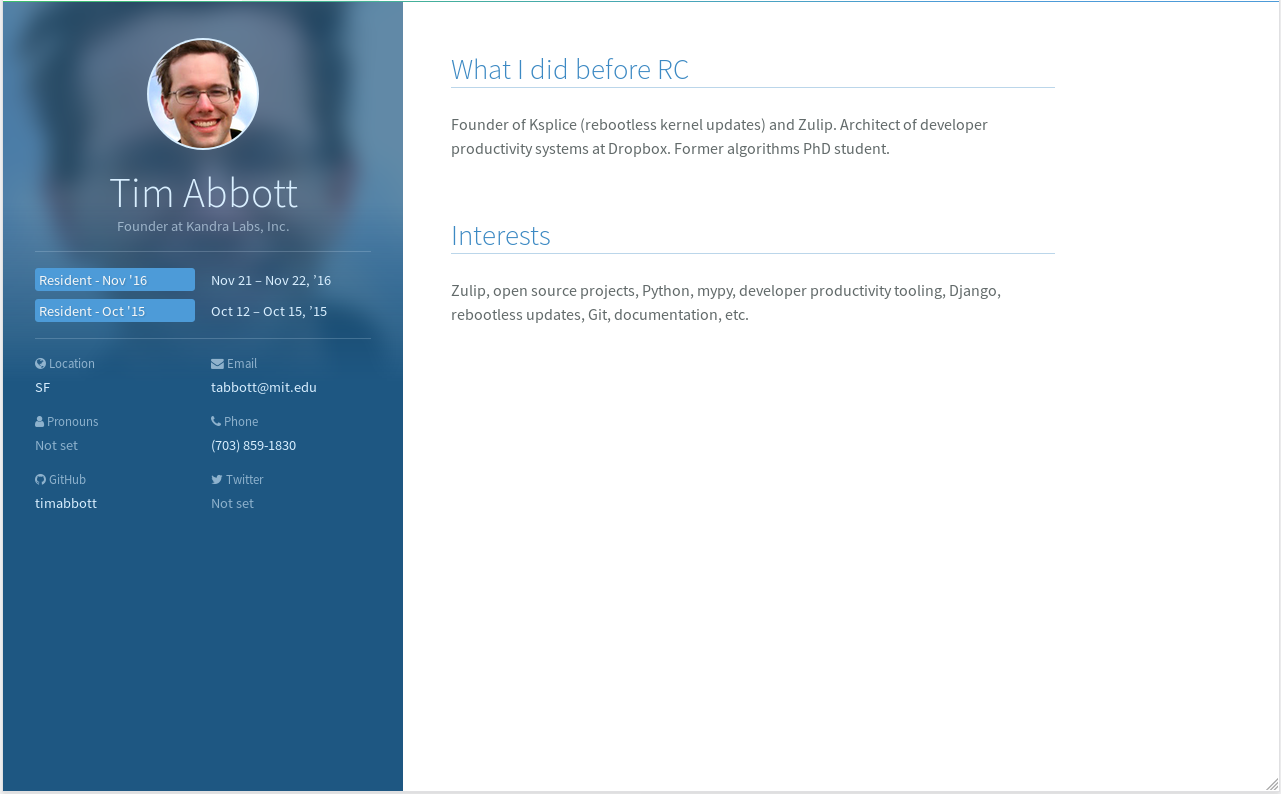 Tim Abbott
Founder at Kandra Labs, Inc.
Resident - Nov '16 Nov 21 – Nov 22, ’16
Resident - Oct '15 Oct 12 – Oct 15, ’15
Location Email
SF tabbott@mit.edu
Pronouns Phone
Not set (703) 859-1830
GitHub Twitter
timabbott Not set
What I did before RC
Founder of Ksplice (rebootless kernel updates) and Zulip. Architect of developer
productivity systems at Dropbox. Former algorithms PhD student.
Interests
Zulip, open source projects, Python, mypy, developer productivity tooling, Django,
rebootless updates, Git, documentation, etc.